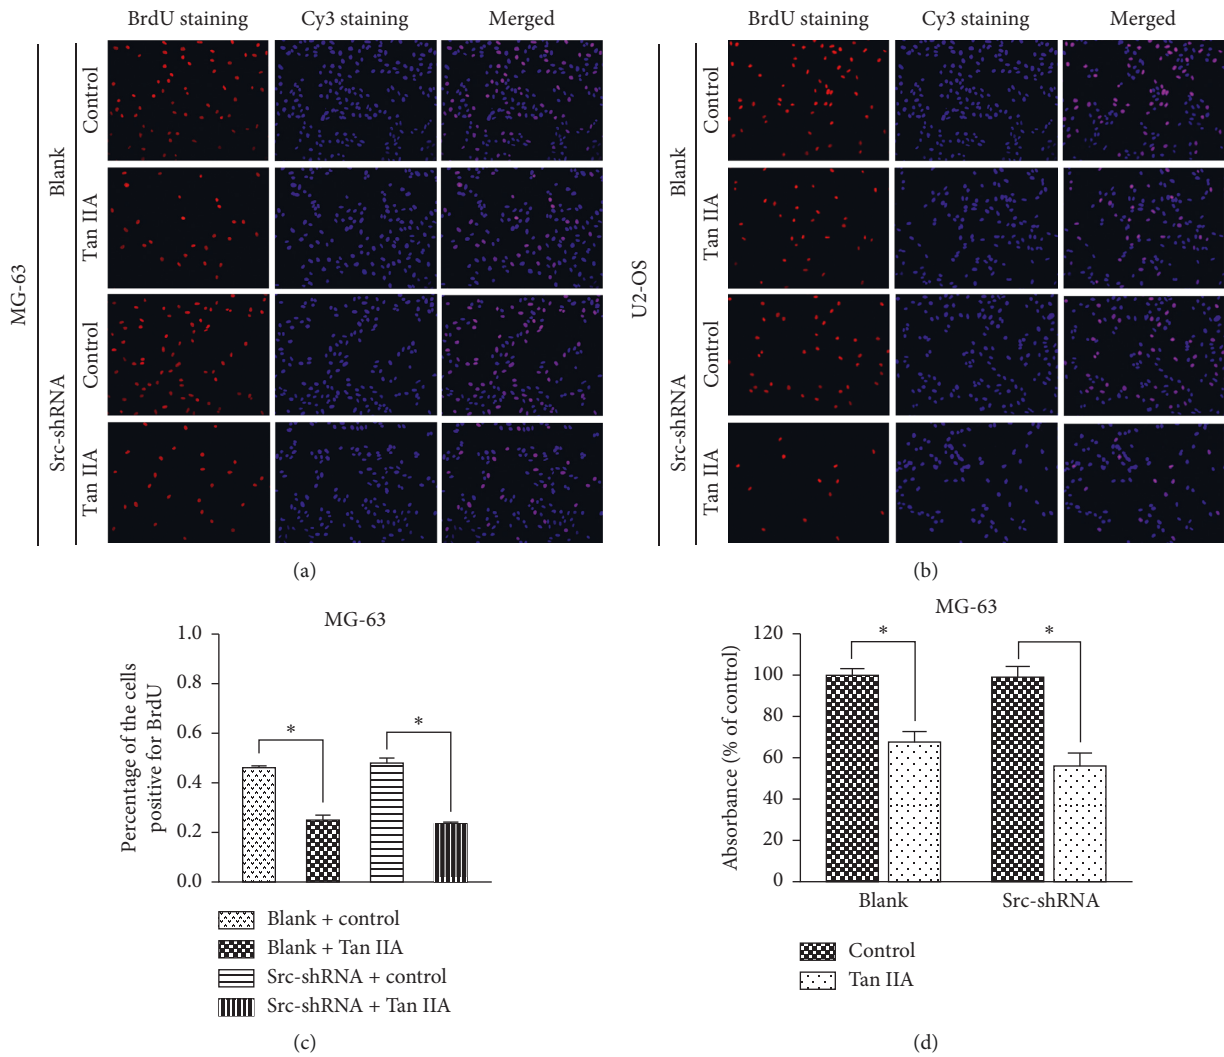 BrdU staining Cy3 staining Merged
MG-63
Blank
Control
Tan IIA
Src-shRNA
Control
Tan IIA
(a)
BrdU staining Cy3 staining Merged
U2-OS
Blank
Control
Tan IIA
Src-shRNA
Control
Tan IIA
(b)
MG-63
Percentage of the cells
positive for BrdU
1.0
0.8
0.6
0.4
0.2
0.0
*
*
Blank + control
Blank + Tan IIA
Src-shRNA + control
Src-shRNA + Tan IIA
(c)
MG-63
Absorbance (% of control)
120
100
80
60
40
20
0
*
*
Blank Src-shRNA
Control
Tan IIA
(d)